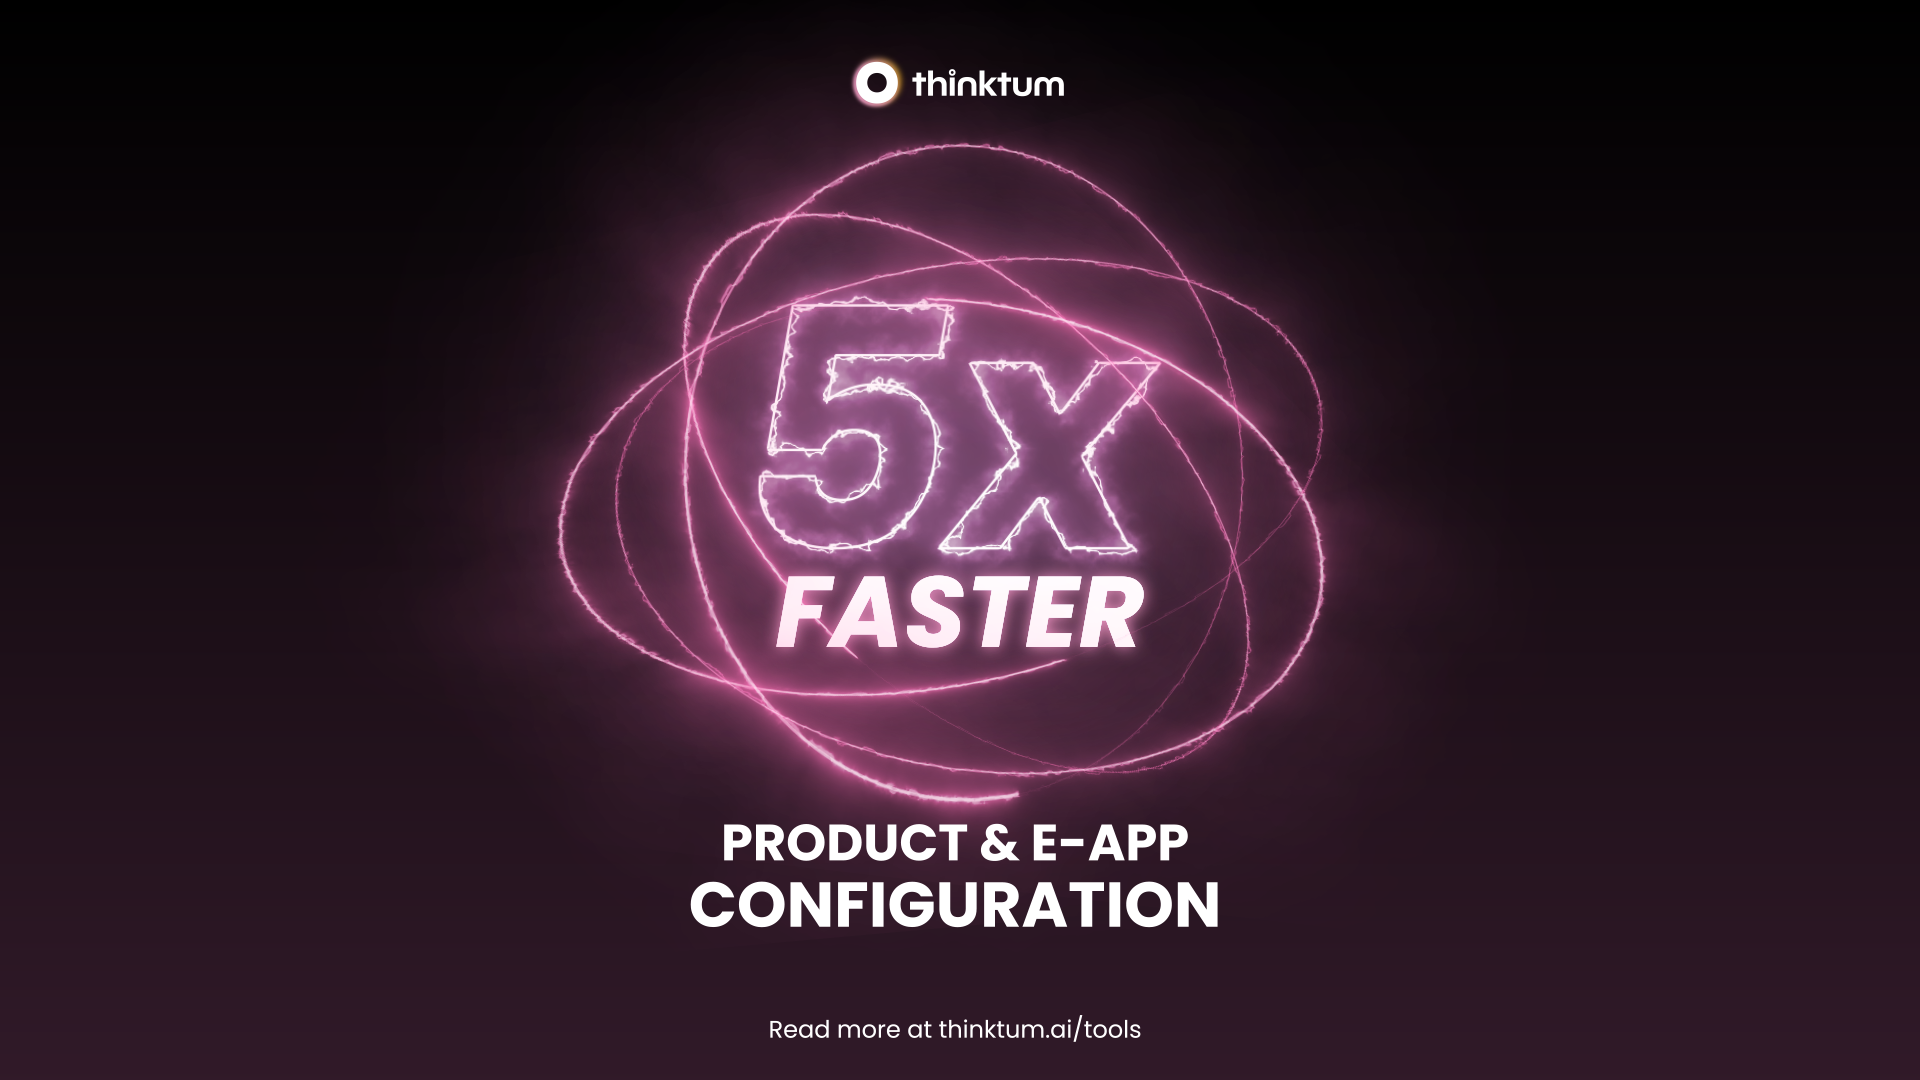 thinktum
5x
FASTER
PRODUCT & E-APP
CONFIGURATION
Read more at thinktum.ai/tools